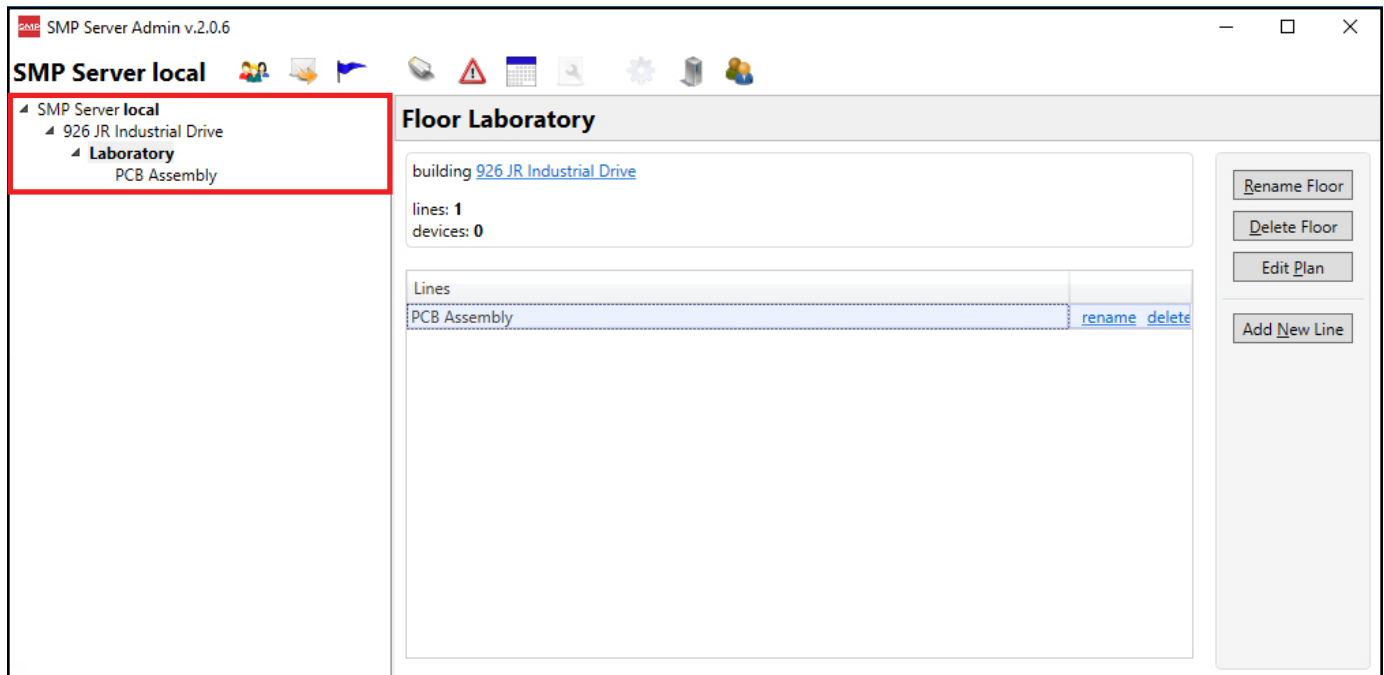 SMP SMP Server Admin v.2.0.6
SMP Server local
SMP Server local
926 JR Industrial Drive
Laboratory
PCB Assembly
Floor Laboratory
building 926 JR Industrial Drive
lines: 1
devices: 0
Lines
PCB Assembly rename delete
Rename Floor
Delete Floor
Edit Plan
Add New Line